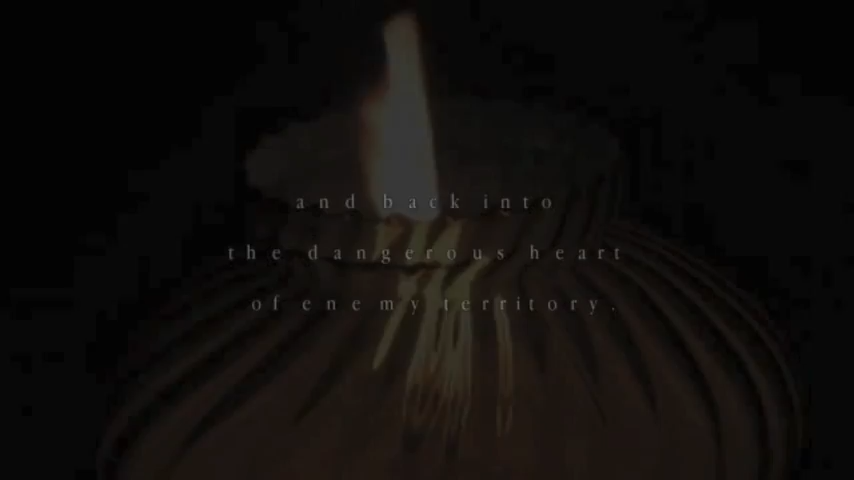 and back into
the dangerous heart
of enemy territory.